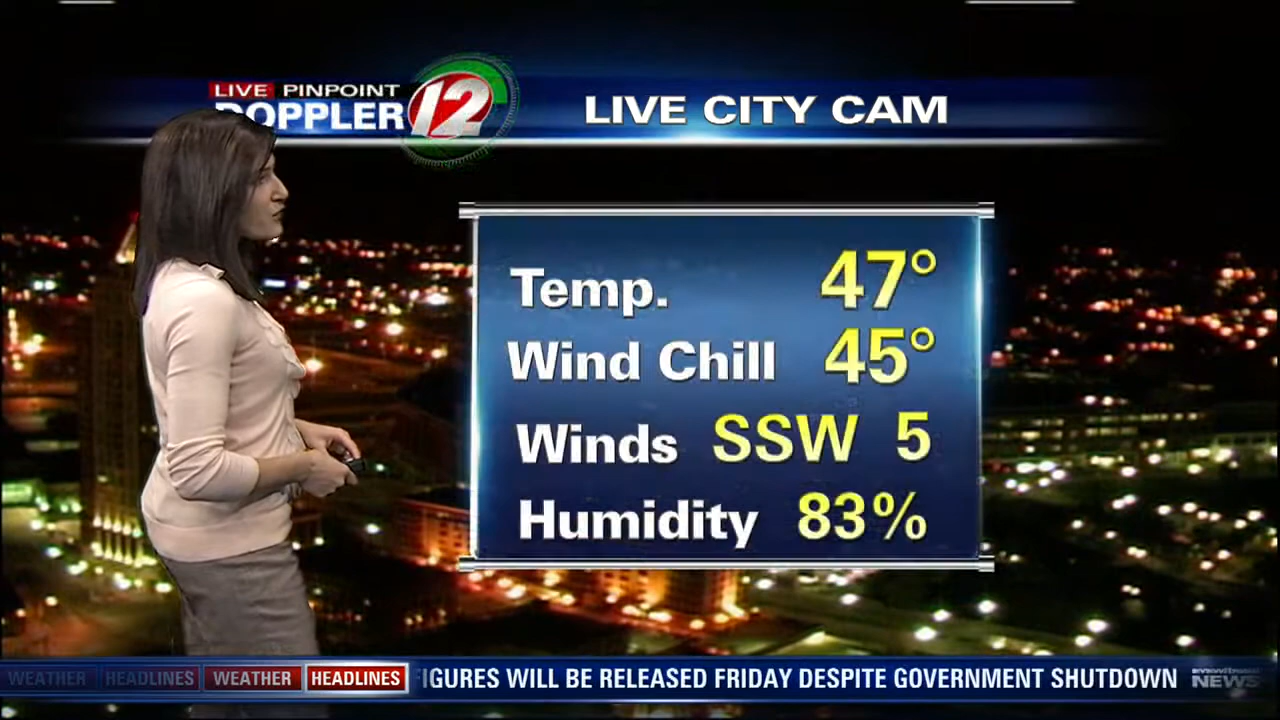 LIVE PINPOINT
DOPPLER 12
LIVE CITY CAM
Temp. 47°
Wind Chill 45°
Winds SSW 5
Humidity 83%
WEATHER HEADLINES WEATHER HEADLINES IGURES WILL BE RELEASED FRIDAY DESPITE GOVERNMENT SHUTDOWN
NEWS